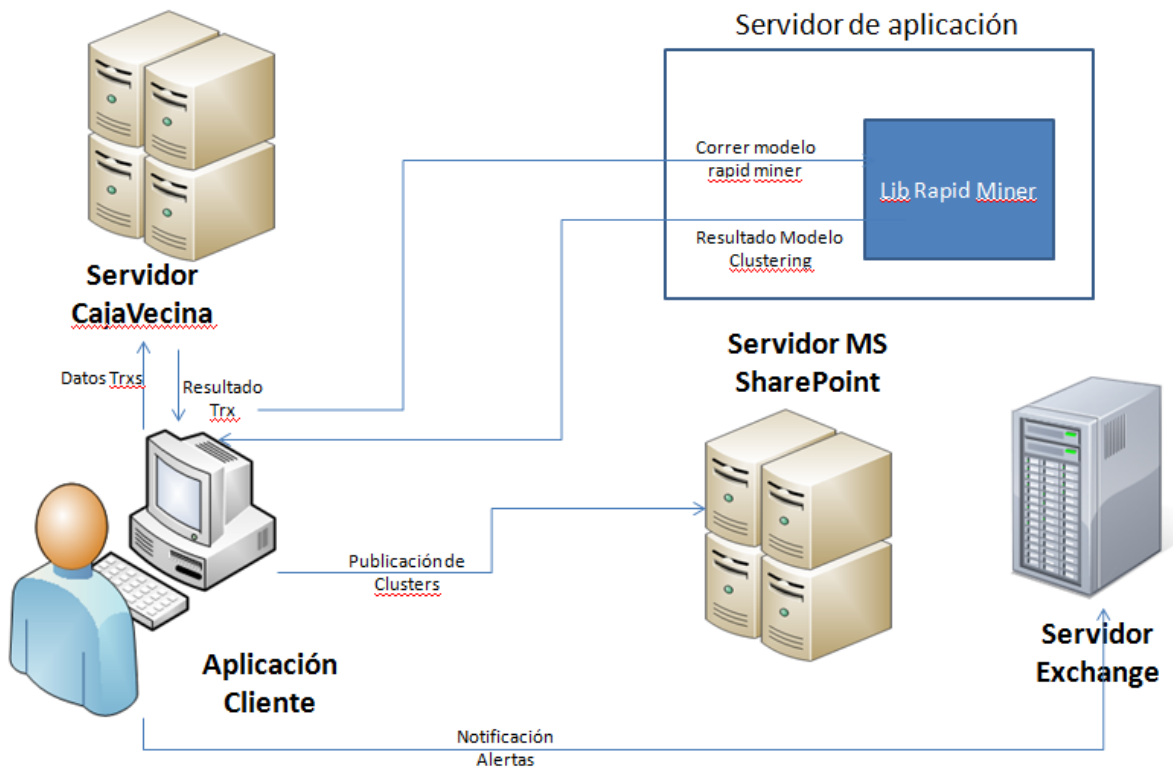 Servidor de aplicación
Correr modelo
rapid miner
Lib Rapid Miner
Resultado Modelo
Clustering
Servidor
CajaVecina
Datos Trxs
Resultado
Trx
Servidor MS
SharePoint
Publicación de
Clusters
Servidor
Exchange
Aplicación
Cliente
Notificación
Alertas